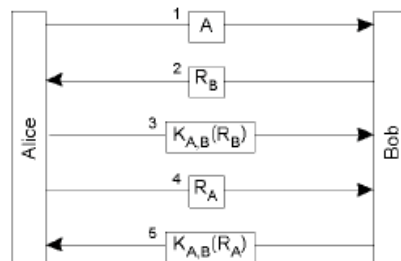 1 A
2 R_B
Alice
3 K_A,B(R_B)
Bob
4 R_A
5 K_A,B(R_A)